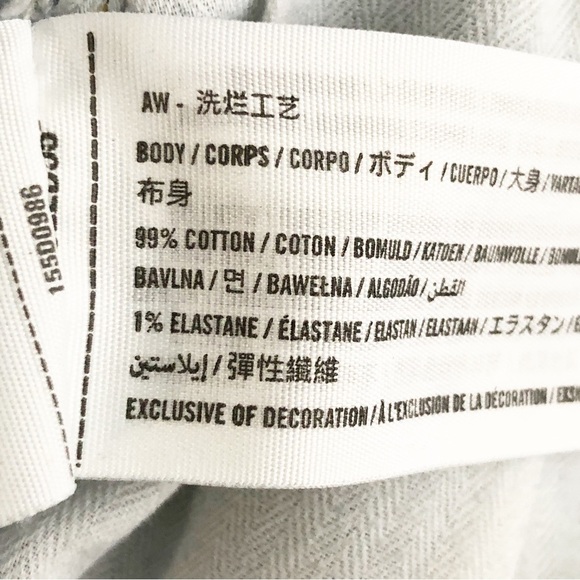 AW - 洗烂工艺
BODY / CORPS / CORPO / ボディ / CUERPO / 大身 /
布身
99% COTTON / COTON / BOMULD / KATOEN / BAUMWOLLE /
BAVLNA / 면 / BAWEŁNA / ALGODÃO / القطن
1% ELASTANE / ÉLASTANE / ELASTAN / ELASTAAN / エラスタン /
إيلاستين / 彈性纖維
EXCLUSIVE OF DECORATION / À L'EXCLUSION DE LA DÉCORATION /
155D0986